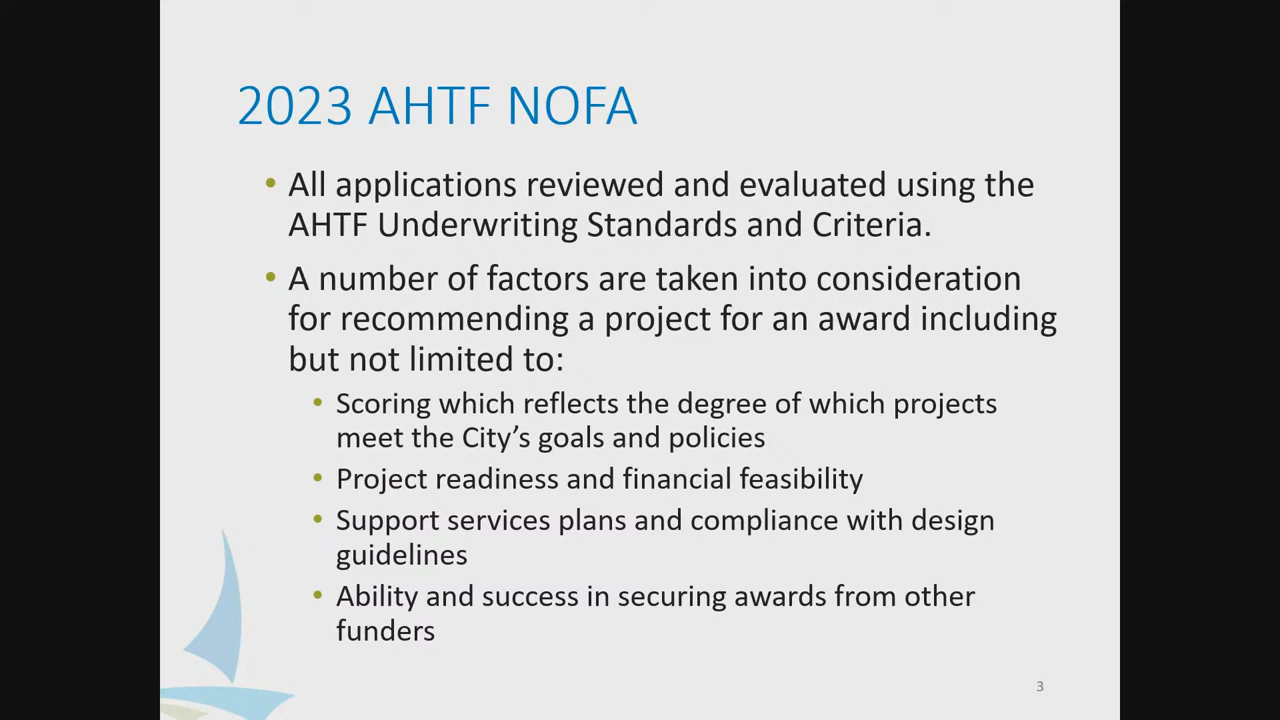 2023 AHTF NOFA
• All applications reviewed and evaluated using the
AHTF Underwriting Standards and Criteria.
• A number of factors are taken into consideration
for recommending a project for an award including
but not limited to:
• Scoring which reflects the degree of which projects
meet the City’s goals and policies
• Project readiness and financial feasibility
• Support services plans and compliance with design
guidelines
• Ability and success in securing awards from other
funders
3